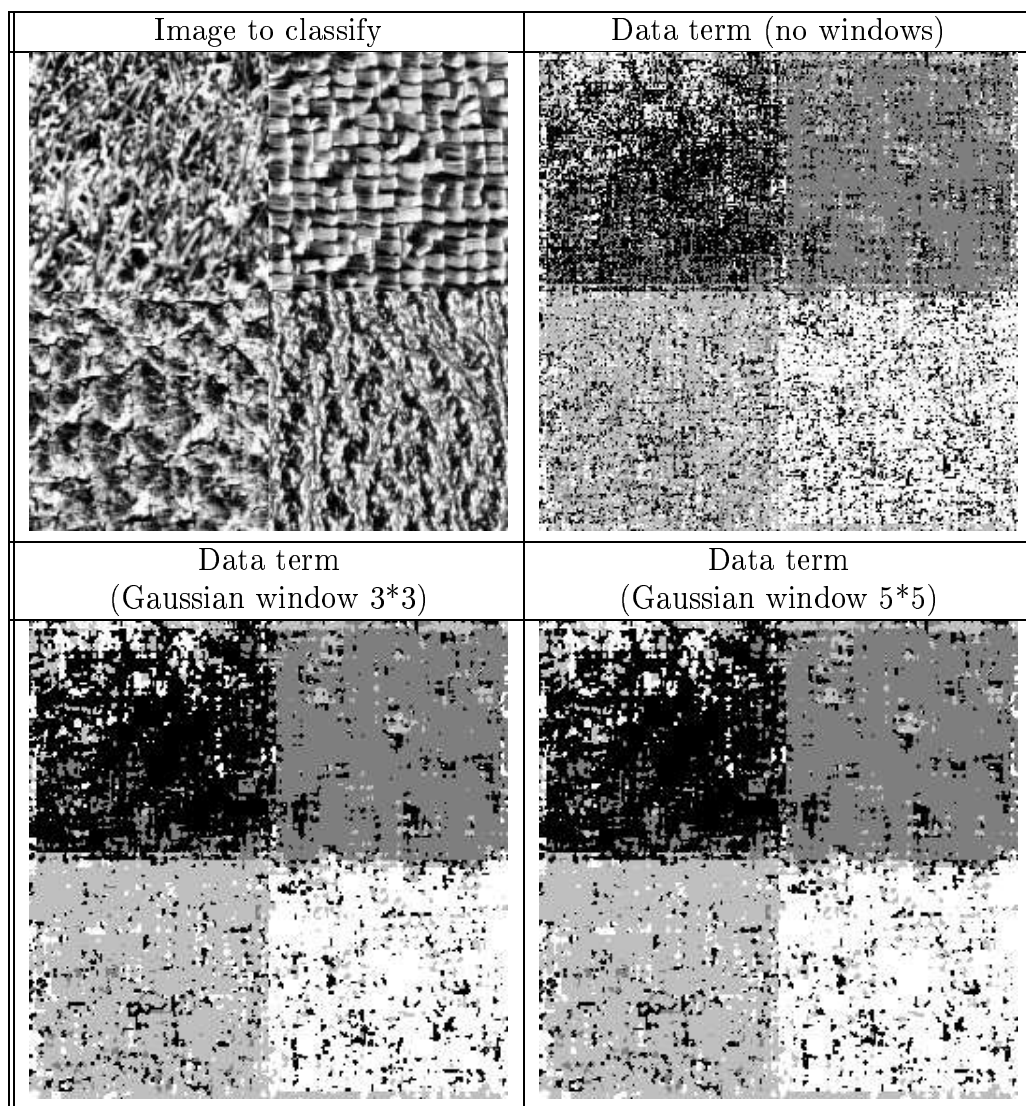 Image to classify
Data term (no windows)
Data term
(Gaussian window 3*3)
Data term
(Gaussian window 5*5)